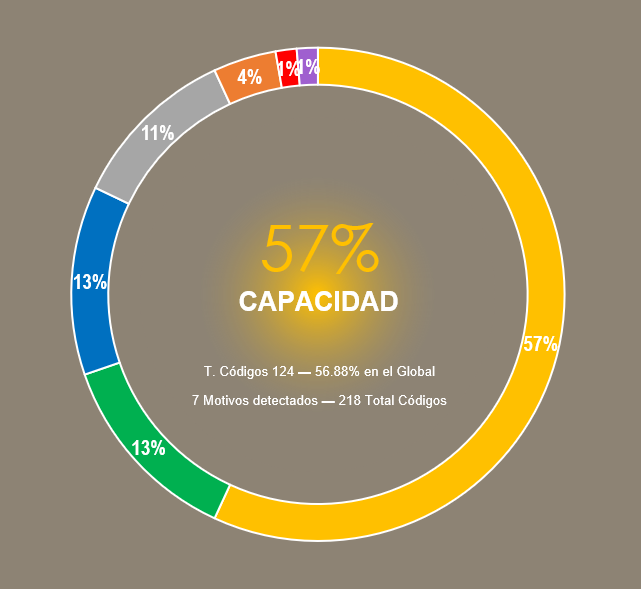 4%
1%
1%
11%
57%
CAPACIDAD
13%
57%
T. Códigos 124 — 56.88% en el Global
7 Motivos detectados — 218 Total Códigos
13%